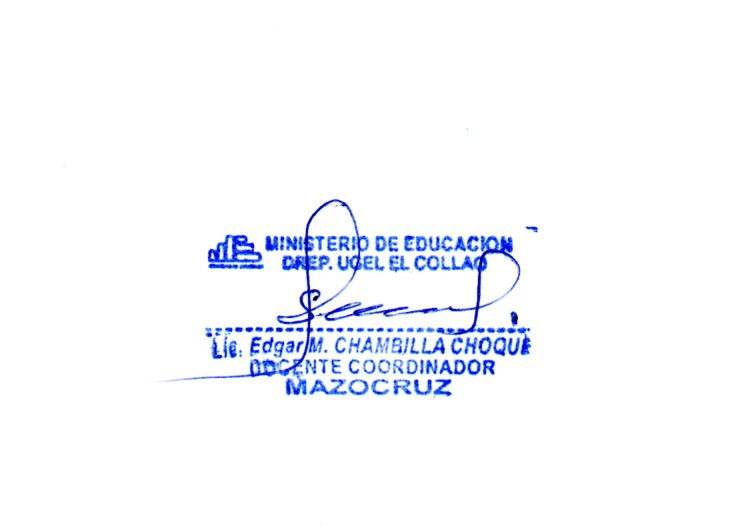 MINISTERIO DE EDUCACION
DREP. UGEL EL COLLAO
Lic. Edgar M. CHAMBILLA CHOQUE
DOCENTE COORDINADOR
MAZOCRUZ